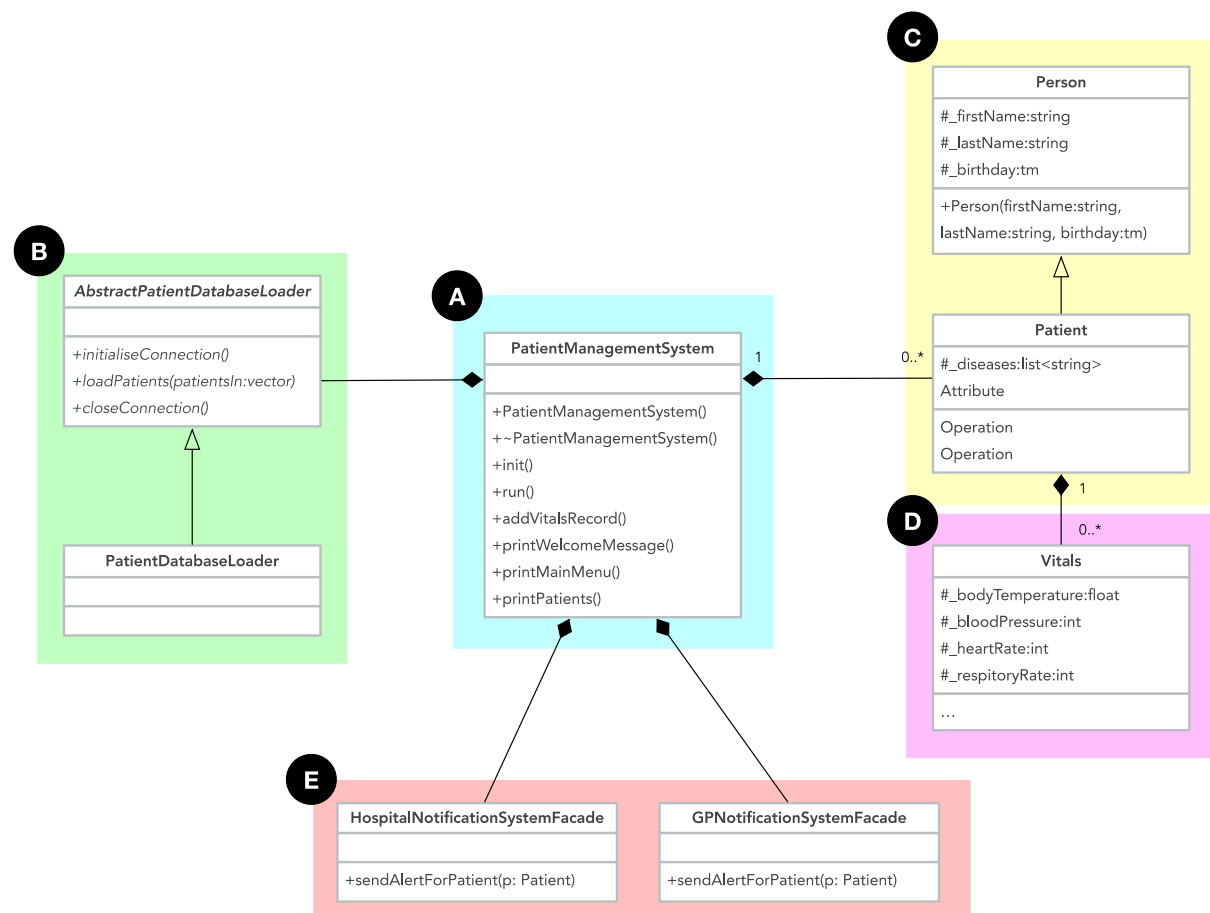 C
Person
#_firstName:string
#_lastName:string
#_birthday:tm
+Person(firstName:string,
lastName:string, birthday:tm)
B
AbstractPatientDatabaseLoader
+initialiseConnection()
+loadPatients(patientsIn:vector)
+closeConnection()
PatientDatabaseLoader
A
PatientManagementSystem
+PatientManagementSystem()
+~PatientManagementSystem()
+init()
+run()
+addVitalsRecord()
+printWelcomeMessage()
+printMainMenu()
+printPatients()
1
0..*
Patient
#_diseases:list<string>
Attribute
Operation
Operation
1
0..*
D
Vitals
#_bodyTemperature:float
#_bloodPressure:int
#_heartRate:int
#_respitoryRate:int
...
E
HospitalNotificationSystemFacade
+sendAlertForPatient(p: Patient)
GPNotificationSystemFacade
+sendAlertForPatient(p: Patient)